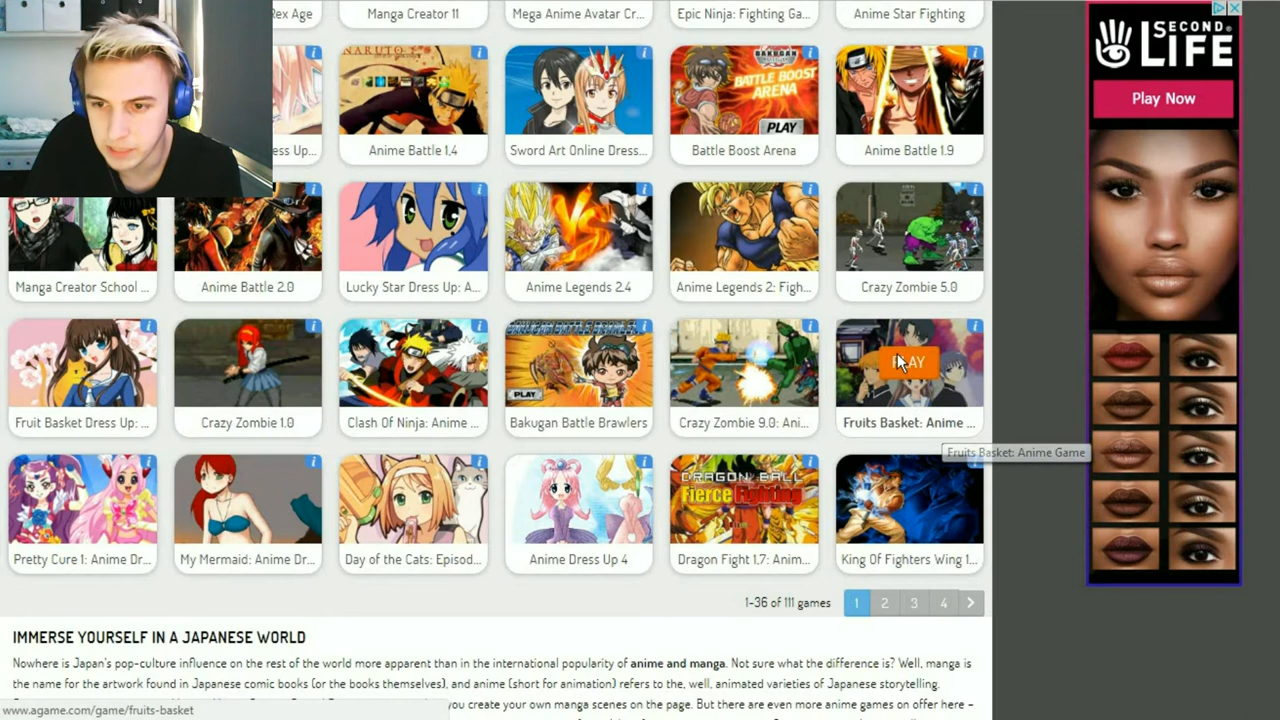 Rex Age
Manga Creator 11
Mega Anime Avatar Cr...
Epic Ninja: Fighting Ga...
Anime Star Fighting
ess Up...
Anime Battle 1.4
Sword Art Online Dress...
BAKUGAN
BATTLE BOOST
ARENA
PLAY
Battle Boost Arena
Anime Battle 1.9
Manga Creator School ...
Anime Battle 2.0
Lucky Star Dress Up: A...
VS
Anime Legends 2.4
Anime Legends 2: Figh...
Crazy Zombie 5.0
Fruit Basket Dress Up: ...
Crazy Zombie 1.0
Clash Of Ninja: Anime ...
BAKUGAN BATTLE BRAWLERS
PLAY
Bakugan Battle Brawlers
Crazy Zombie 9.0: Ani...
PLAY
Fruits Basket: Anime ...
Fruits Basket: Anime Game
Pretty Cure 1: Anime Dr...
My Mermaid: Anime Dr...
Day of the Cats: Episod...
Anime Dress Up 4
DRAGON BALL
Fierce Fighting
Dragon Fight 1.7: Anim...
King Of Fighters Wing 1...
1-36 of 111 games
1 2 3 4
IMMERSE YOURSELF IN A JAPANESE WORLD
Nowhere is Japan's pop-culture influence on the rest of the world more apparent than in the international popularity of anime and manga. Not sure what the difference is? Well, manga is
the name for the artwork found in Japanese comic books (or the books themselves), and anime (short for animation) refers to the, well, animated varieties of Japanese storytelling.
you create your own manga scenes on the page. But there are even more anime games on offer here –
www.agame.com/game/fruits-basket
SECOND
LIFE
Play Now